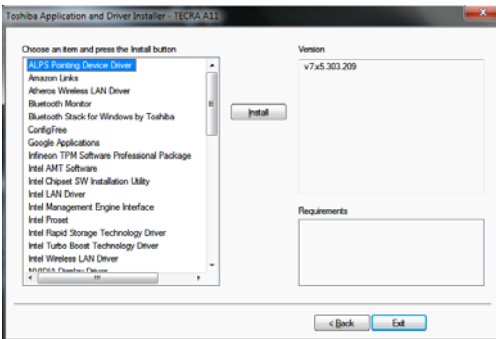 Toshiba Application and Driver Installer - TECRA A11
Choose an item and press the Install button
ALPS Pointing Device Driver
Amazon Links
Atheros Wireless LAN Driver
Bluetooth Monitor
Bluetooth Stack for Windows by Toshiba
ConfigFree
Google Applications
Infineon TPM Software Professional Package
Intel AMT Software
Intel Chipset SW Installation Utility
Intel LAN Driver
Intel Management Engine Interface
Intel Proset
Intel Rapid Storage Technology Driver
Intel Turbo Boost Technology Driver
Intel Wireless LAN Driver
NVIDIA Display Driver
Install
Version
v7.x5.303.209
Requirements
< Back
Exit